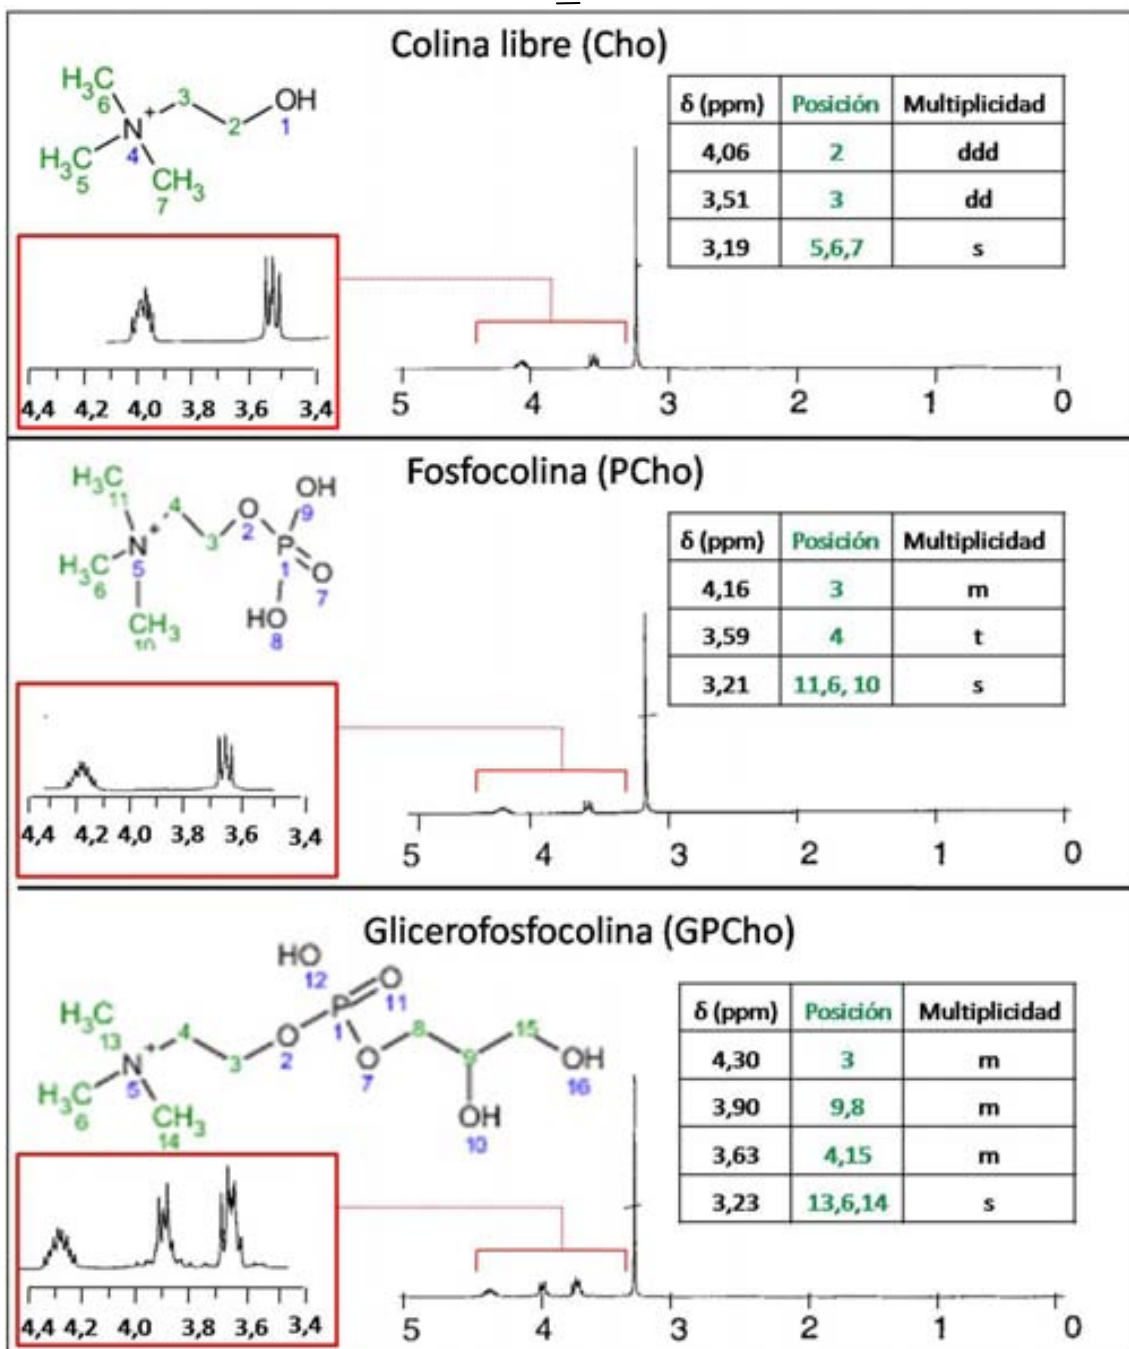 Colina libre (Cho)
H₃C
6
3
OH
+
N
4
2
1
H₃C
5
CH₃
7
δ (ppm) Posición Multiplicidad
4,06 2 ddd
3,51 3 dd
3,19 5,6,7 s
4,4 4,2 4,0 3,8 3,6 3,4
5 4 3 2 1 0
Fosfocolina (PCho)
H₃C
11
4
O
2
OH
9
+
N
5
3
P
1
O
7
H₃C
6
HO
8
CH₃
10
δ (ppm) Posición Multiplicidad
4,16 3 m
3,59 4 t
3,21 11,6, 10 s
4,4 4,2 4,0 3,8 3,6 3,4
5 4 3 2 1 0
Glicerofosfocolina (GPCho)
HO
12
O
11
P
1
H₃C
13
4
O
2
8
15
+
N
5
3
O
7
9
OH
16
H₃C
6
CH₃
14
OH
10
δ (ppm) Posición Multiplicidad
4,30 3 m
3,90 9,8 m
3,63 4,15 m
3,23 13,6,14 s
4,4 4,2 4,0 3,8 3,6 3,4
5 4 3 2 1 0